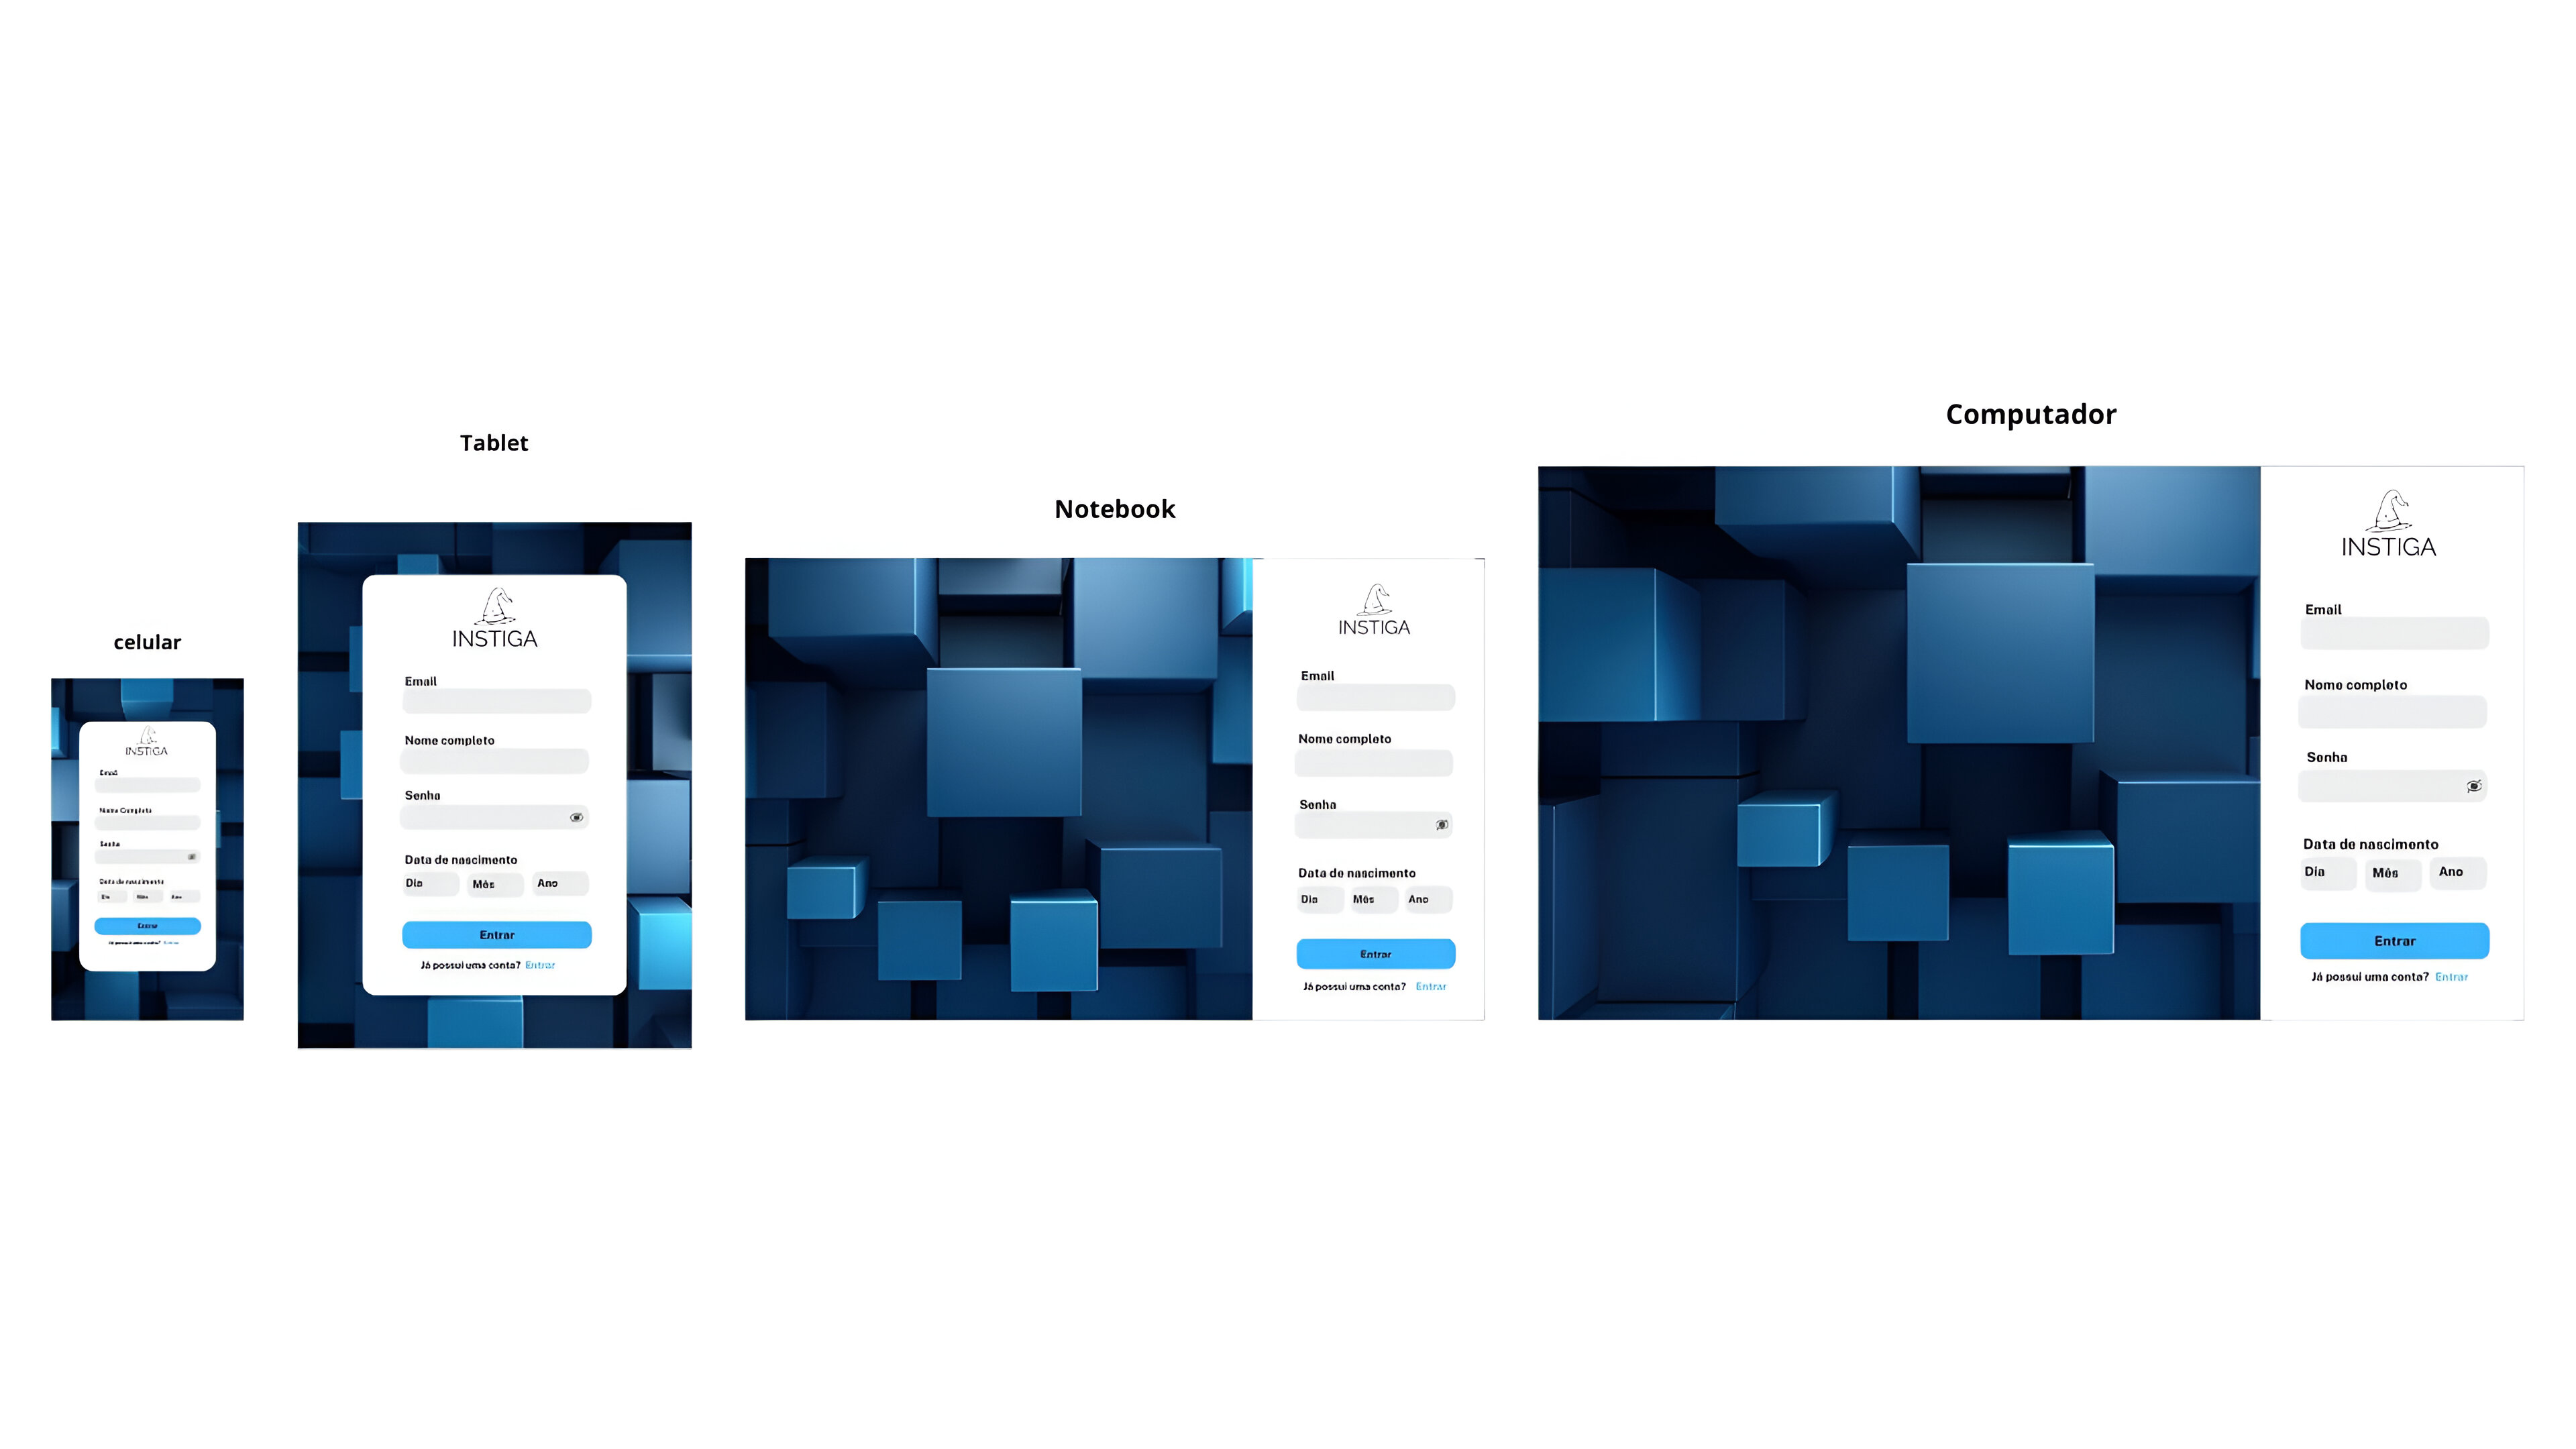 celular
INSTIGA
Email
Nome Completo
Senha
Data de nascimento
Dia Mês Ano
Entrar
Já possui uma conta? Entrar
Tablet
INSTIGA
Email
Nome completo
Senha
Data de nascimento
Dia Mês Ano
Entrar
Já possui uma conta? Entrar
Notebook
INSTIGA
Email
Nome completo
Senha
Data de nascimento
Dia Mês Ano
Entrar
Já possui uma conta? Entrar
Computador
INSTIGA
Email
Nome completo
Senha
Data de nascimento
Dia Mês Ano
Entrar
Já possui uma conta? Entrar